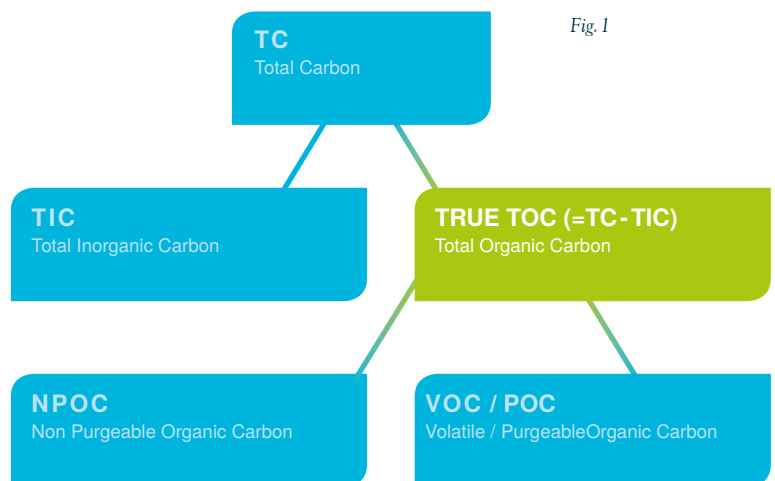 Fig. 1
TC
Total Carbon
TIC
Total Inorganic Carbon
TRUE TOC (=TC-TIC)
Total Organic Carbon
NPOC
Non Purgeable Organic Carbon
VOC / POC
Volatile / PurgeableOrganic Carbon